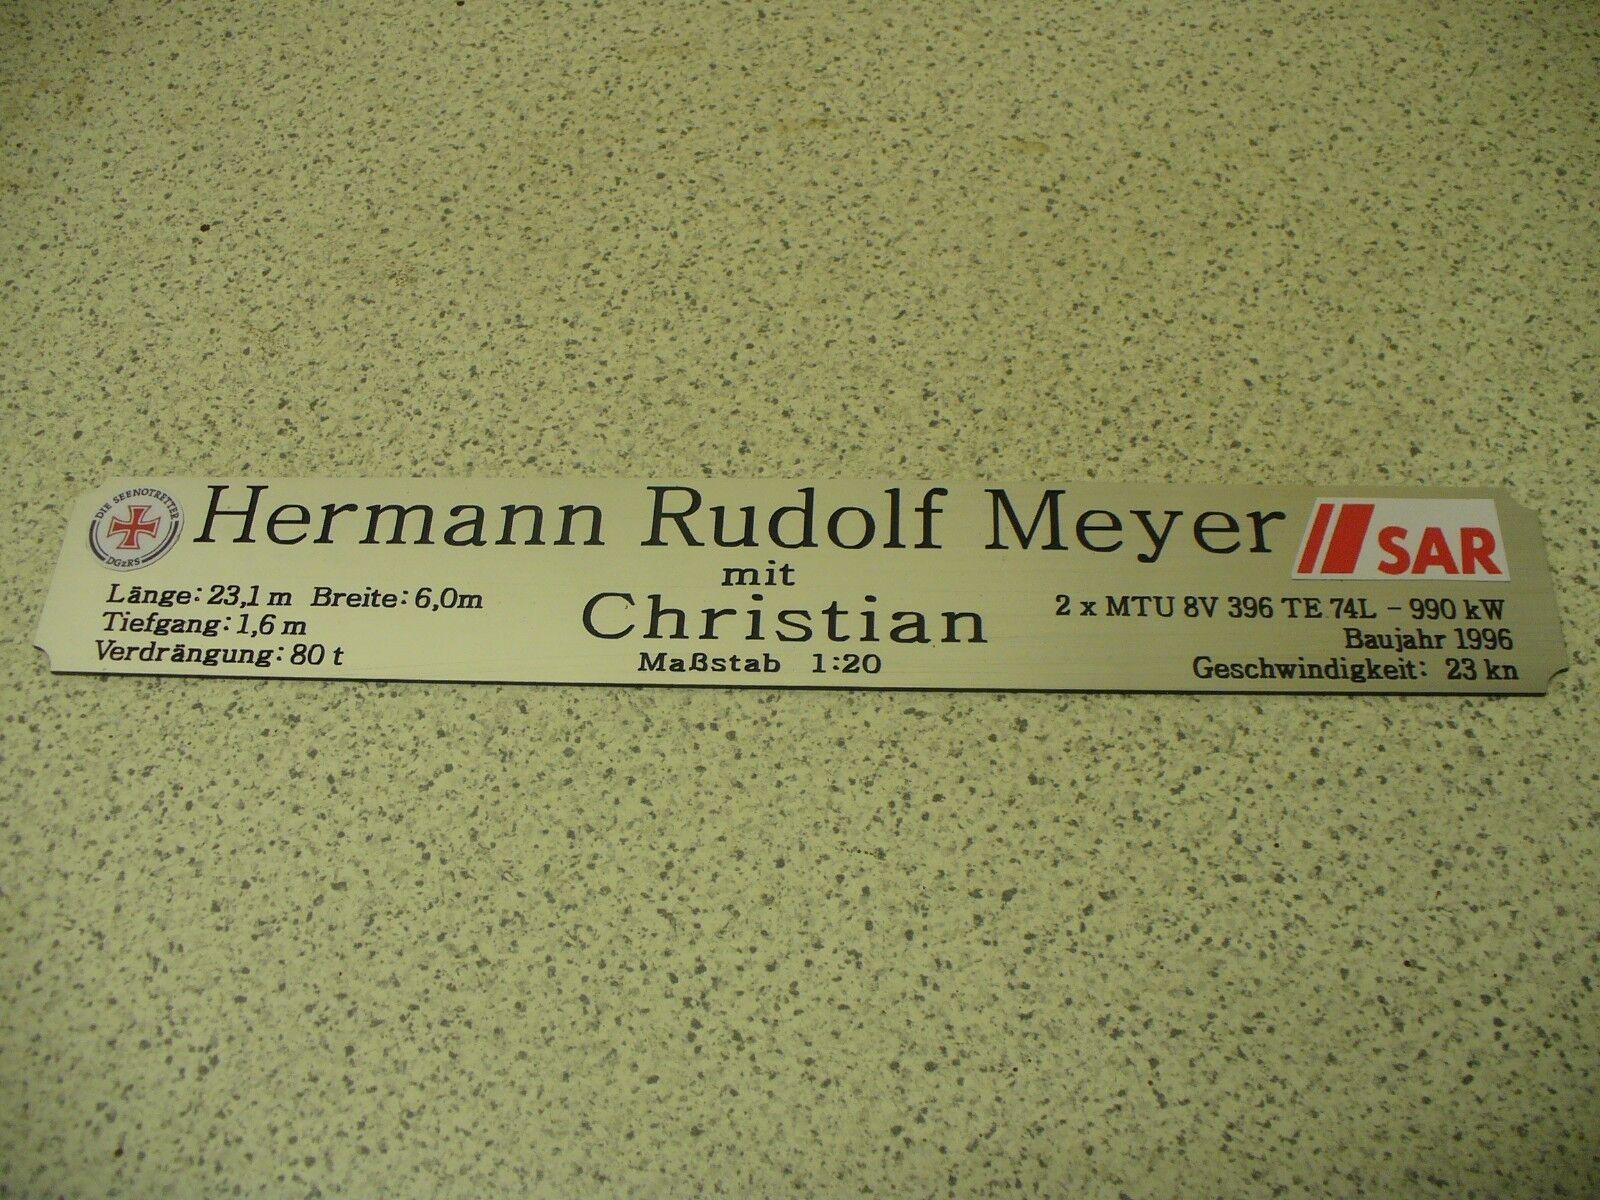 DIE SEENOTRETTER
DGzRS
Hermann Rudolf Meyer
SAR
mit
Christian
Maßstab 1:20
Länge: 23,1 m Breite: 6,0m
Tiefgang: 1,6 m
Verdrängung: 80 t
2 x MTU 8V 396 TE 74L - 990 kW
Baujahr 1996
Geschwindigkeit: 23 kn